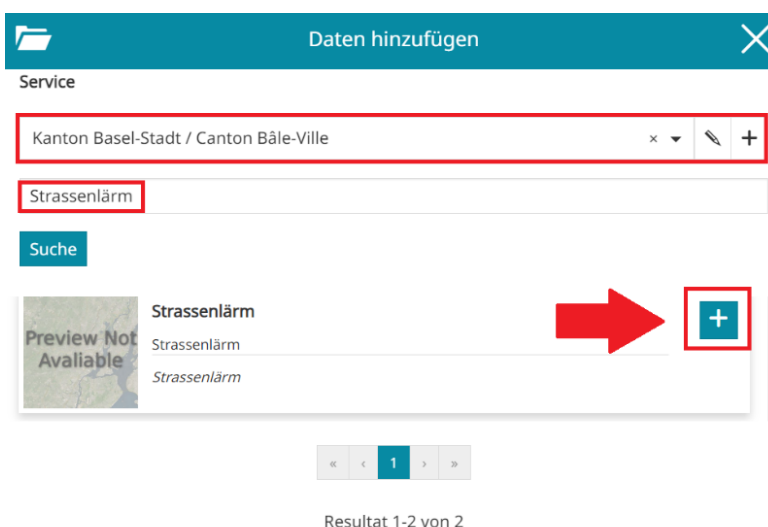 Daten hinzufügen
Service
Kanton Basel-Stadt / Canton Bâle-Ville
Strassenlärm
Suche
Preview Not
Avaliable
Strassenlärm
Strassenlärm
Strassenlärm
« ‹ 1 › »
Resultat 1-2 von 2